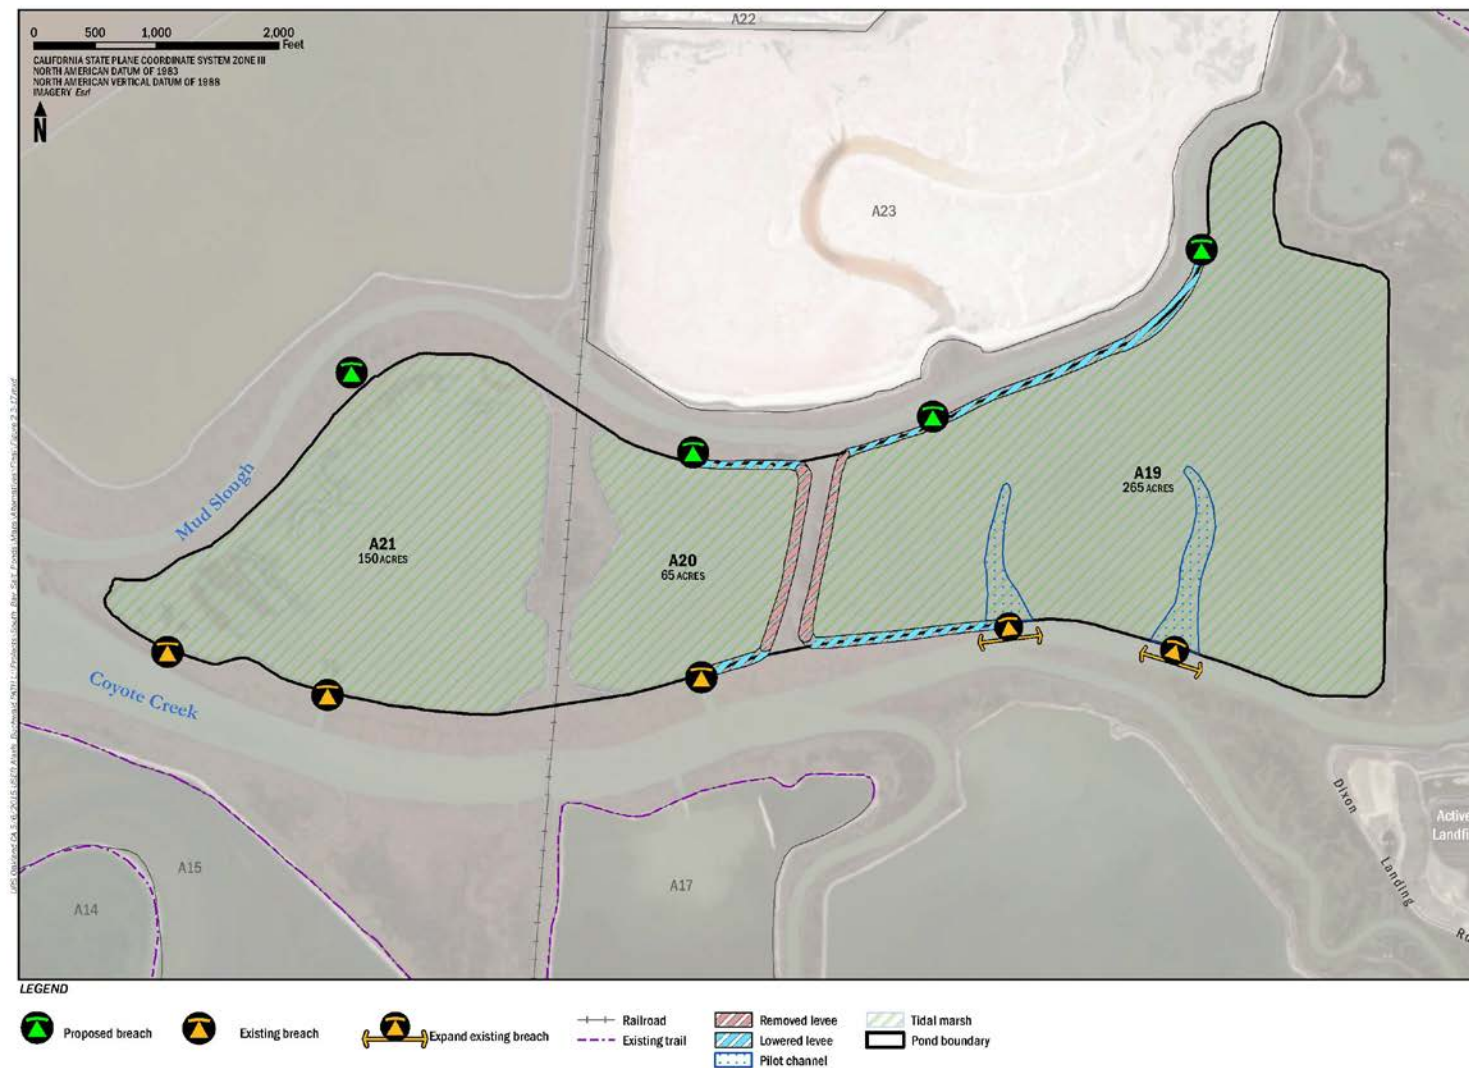 0 500 1,000 2,000
Feet
CALIFORNIA STATE PLANE COORDINATE SYSTEM ZONE III
NORTH AMERICAN DATUM OF 1983
NORTH AMERICAN VERTICAL DATUM OF 1988
IMAGERY Esri
N
A22
A23
Mud Slough
A19
265 ACRES
A21
150 ACRES
A20
65 ACRES
Coyote Creek
Dixon
Landing
Ro
Active
Landfi
A15
A17
A14
LEGEND
Proposed breach
Existing breach
Expand existing breach
Railroad
Existing trail
Removed levee
Lowered levee
Pilot channel
Tidal marsh
Pond boundary